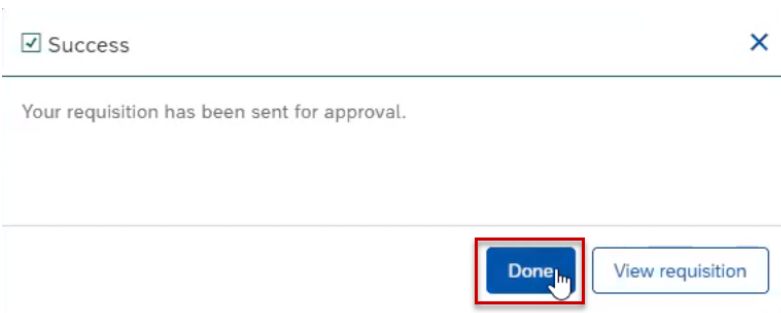 Success
Your requisition has been sent for approval.
Done
View requisition